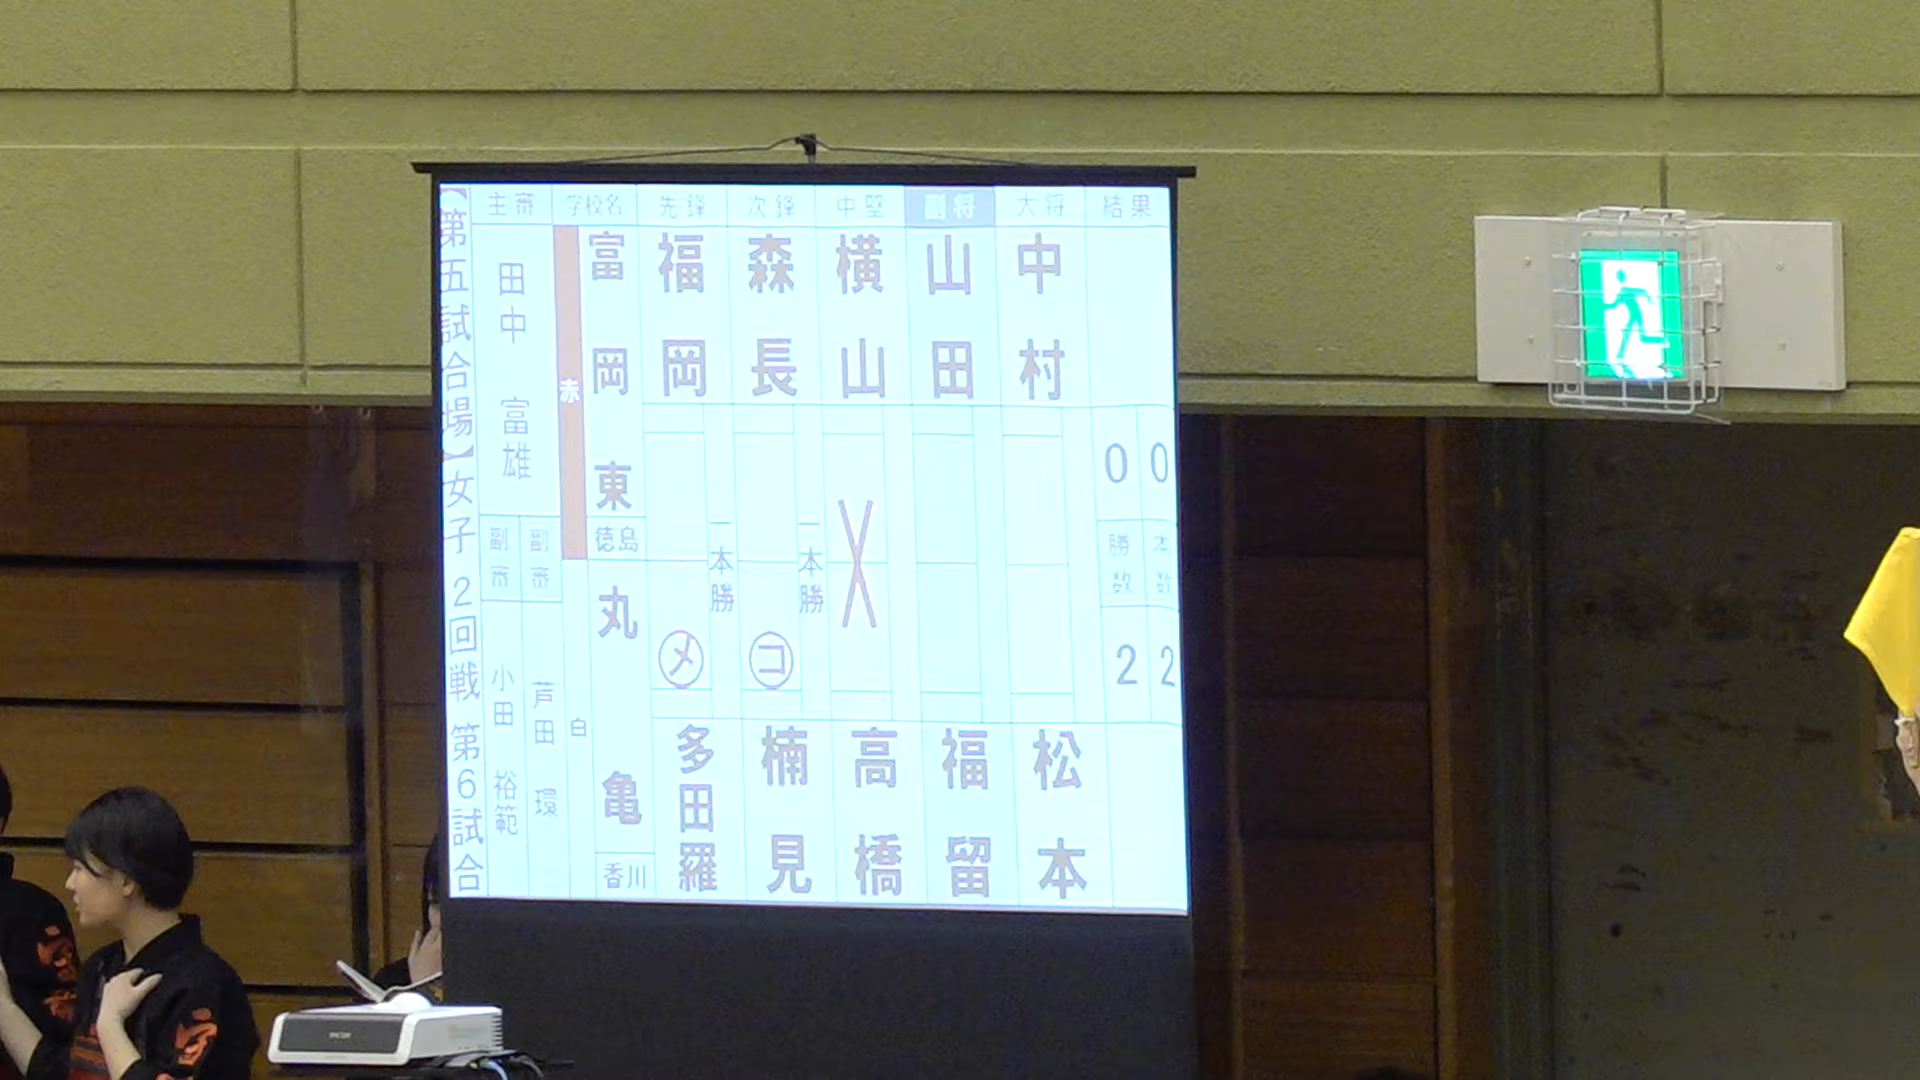 【第五試合場】女子 2回戦 第6試合
主審 学校名 先鋒 次鋒 中堅 副将 大将 結果
田中 富雄
副審 副審
小田 裕範
芦田 環
赤
富岡東
徳島
福岡
森長
横山
山田
中村
一本勝
一本勝
0 0
勝数 本数
2 2
メ
コ
白
丸亀
香川
多田羅
楠見
高橋
福留
松本
RICOH